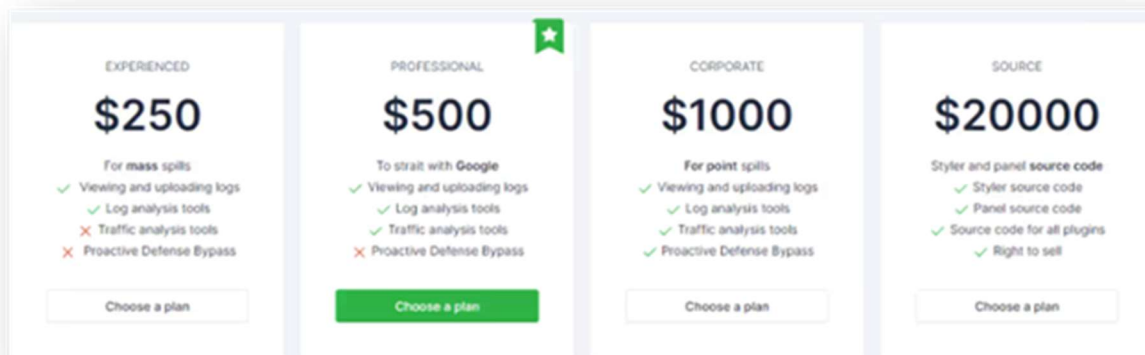 EXPERIENCED
$250
For mass spills
Viewing and uploading logs
Log analysis tools
Traffic analysis tools
Proactive Defense Bypass
Choose a plan
PROFESSIONAL
$500
To strait with Google
Viewing and uploading logs
Log analysis tools
Traffic analysis tools
Proactive Defense Bypass
Choose a plan
CORPORATE
$1000
For point spills
Viewing and uploading logs
Log analysis tools
Traffic analysis tools
Proactive Defense Bypass
Choose a plan
SOURCE
$20000
Styler and panel source code
Styler source code
Panel source code
Source code for all plugins
Right to sell
Choose a plan